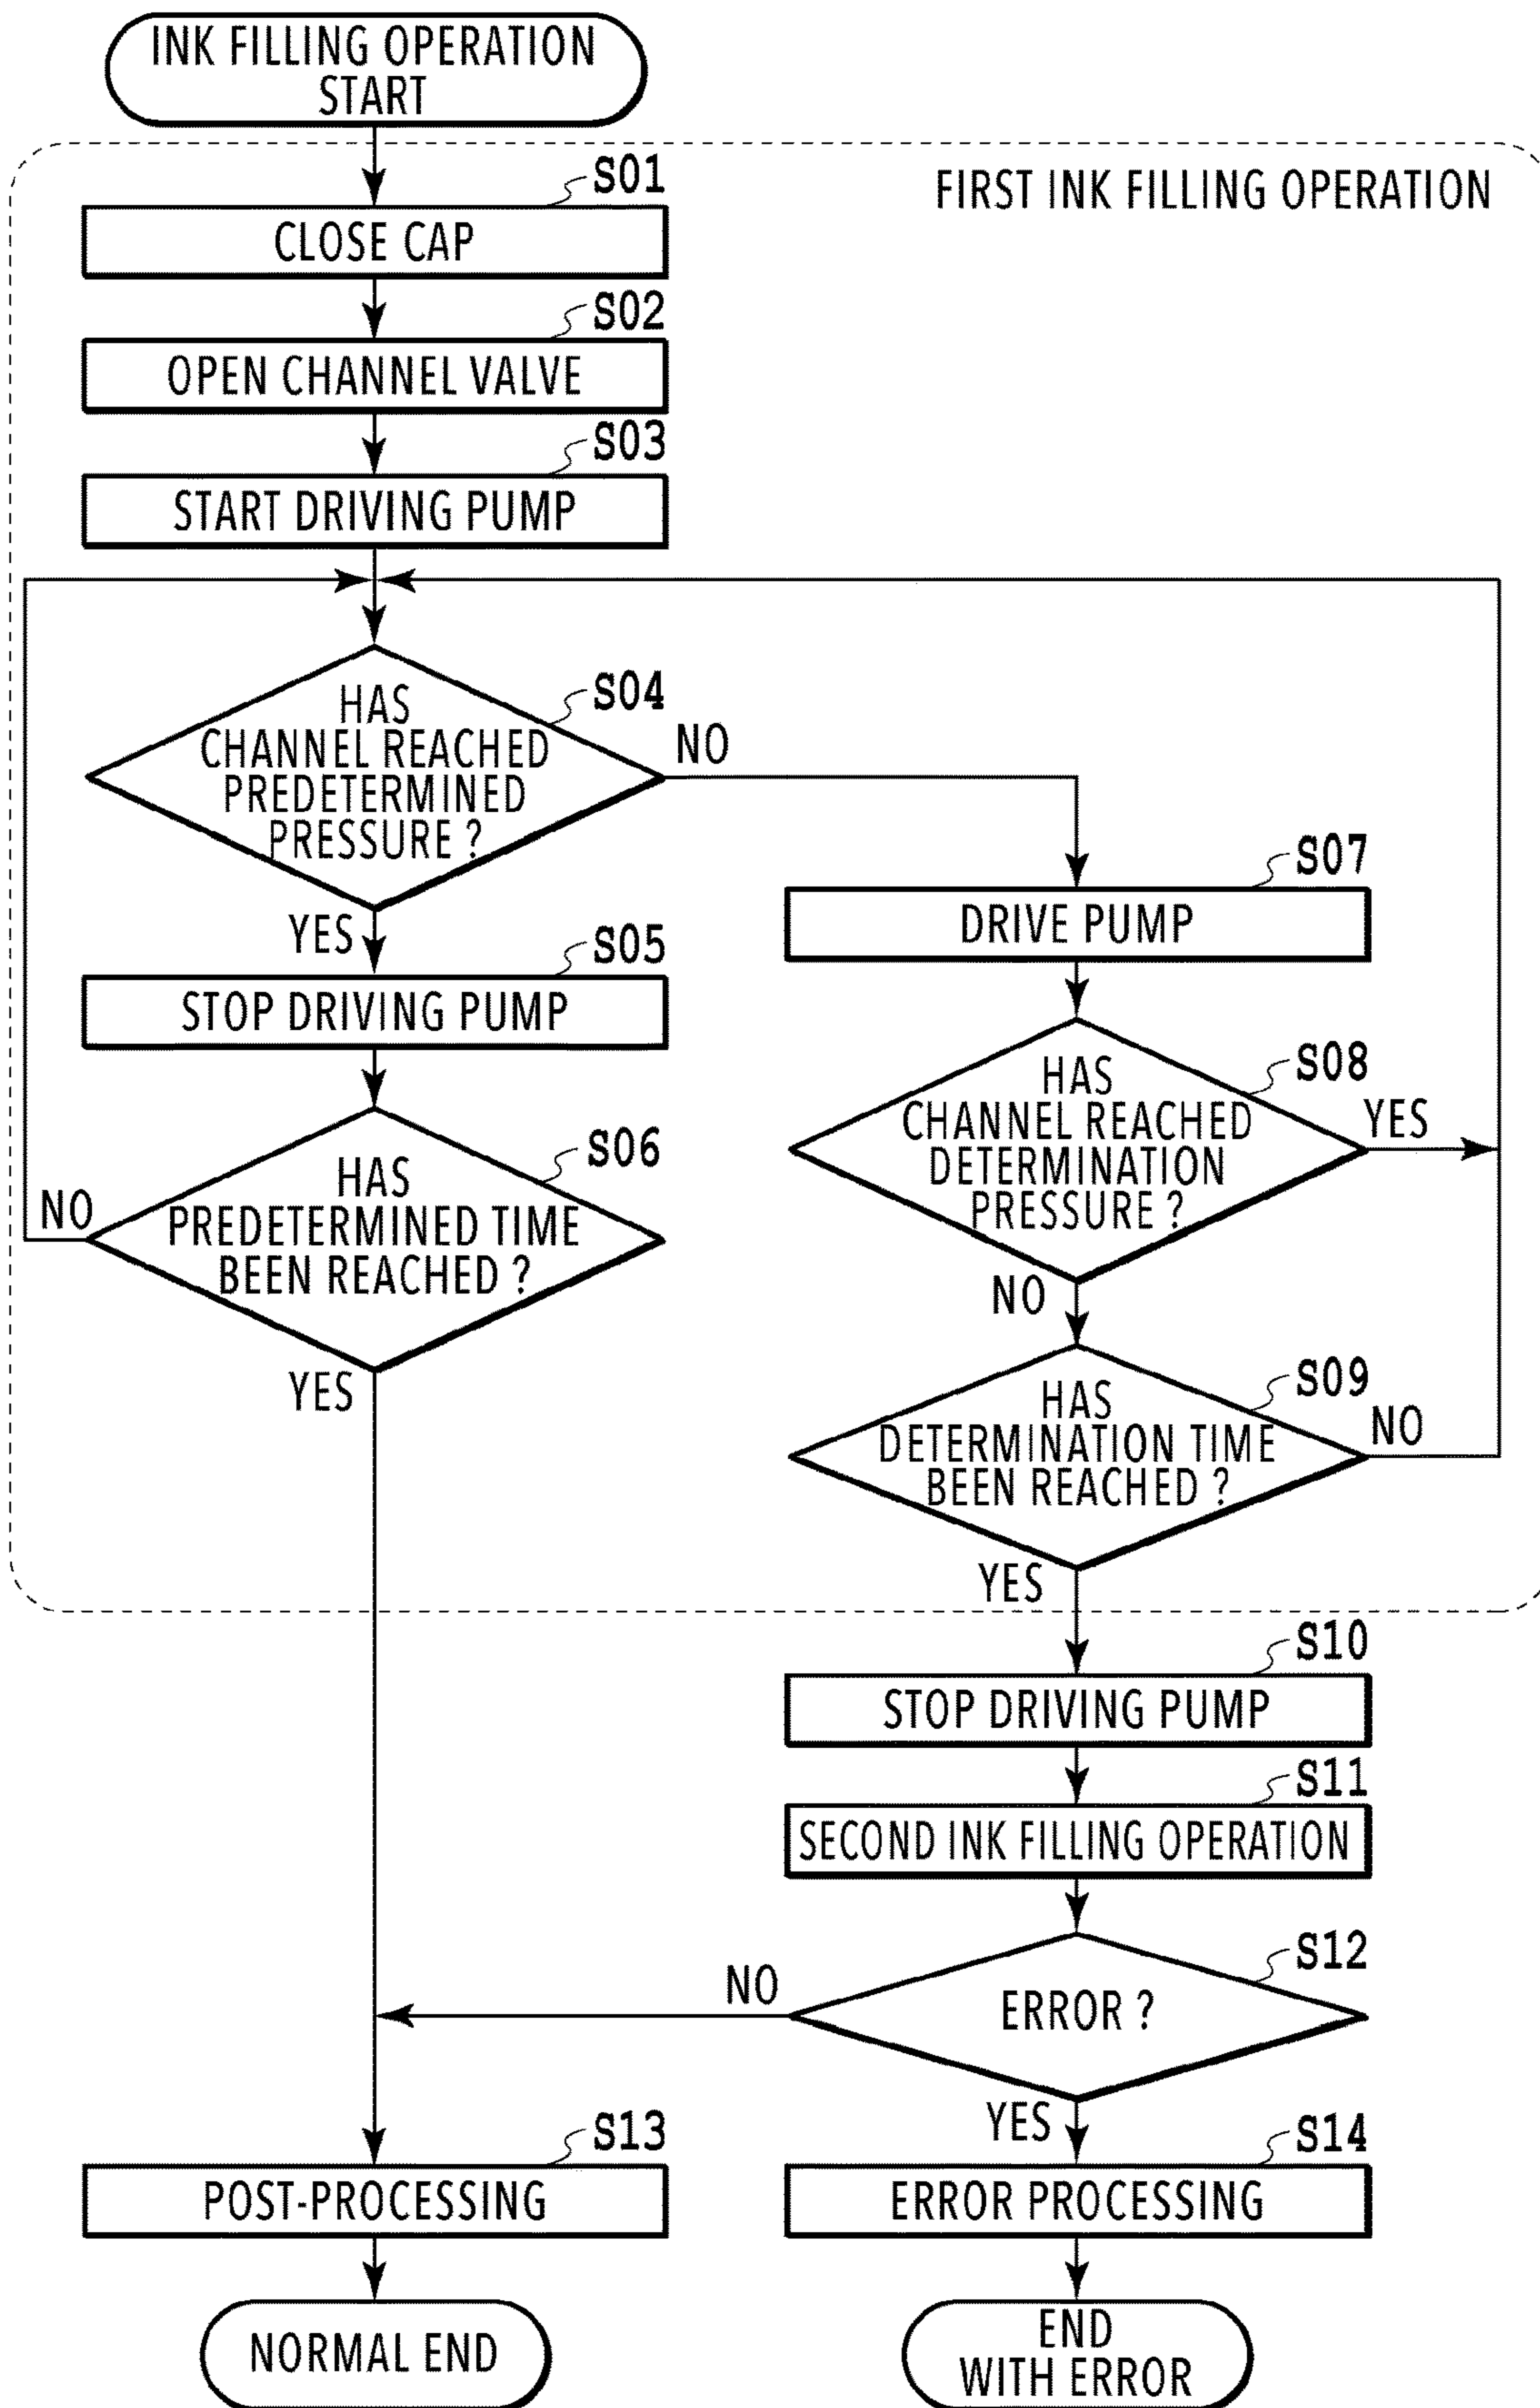 INK FILLING OPERATION
START
FIRST INK FILLING OPERATION
S01
CLOSE CAP
S02
OPEN CHANNEL VALVE
S03
START DRIVING PUMP
S04
HAS
CHANNEL REACHED
PREDETERMINED
PRESSURE ?
NO
YES
S05
STOP DRIVING PUMP
S06
HAS
PREDETERMINED TIME
BEEN REACHED ?
NO
YES
S07
DRIVE PUMP
S08
HAS
CHANNEL REACHED
DETERMINATION
PRESSURE ?
YES
NO
S09
HAS
DETERMINATION TIME
BEEN REACHED ?
NO
YES
S10
STOP DRIVING PUMP
S11
SECOND INK FILLING OPERATION
S12
ERROR ?
NO
YES
S13
POST-PROCESSING
S14
ERROR PROCESSING
NORMAL END
END
WITH ERROR